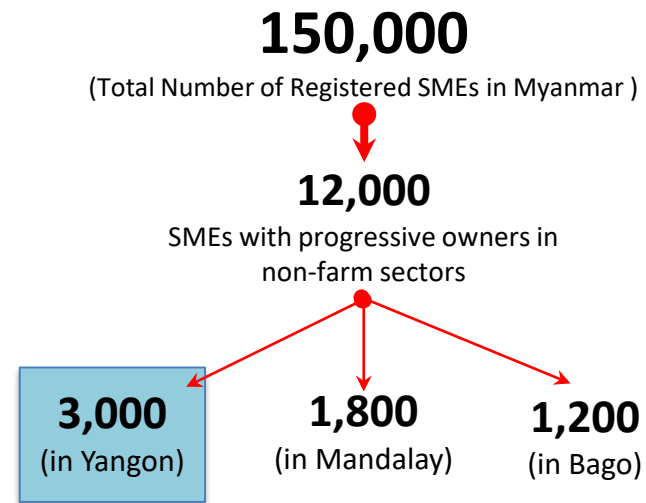 150,000
(Total Number of Registered SMEs in Myanmar )
12,000
SMEs with progressive owners in
non-farm sectors
3,000
(in Yangon)
1,800
(in Mandalay)
1,200
(in Bago)